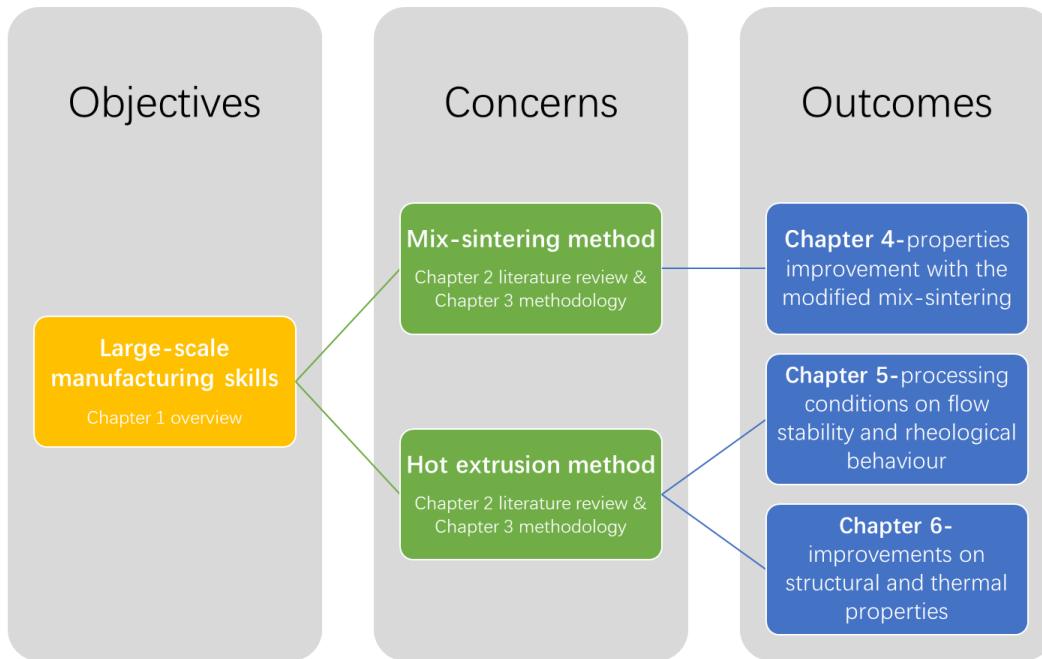 Objectives
Concerns
Outcomes
Large-scale
manufacturing skills
Chapter 1 overview
Mix-sintering method
Chapter 2 literature review &
Chapter 3 methodology
Hot extrusion method
Chapter 2 literature review &
Chapter 3 methodology
Chapter 4-properties
improvement with the
modified mix-sintering
Chapter 5-processing
conditions on flow
stability and rheological
behaviour
Chapter 6-
improvements on
structural and thermal
properties